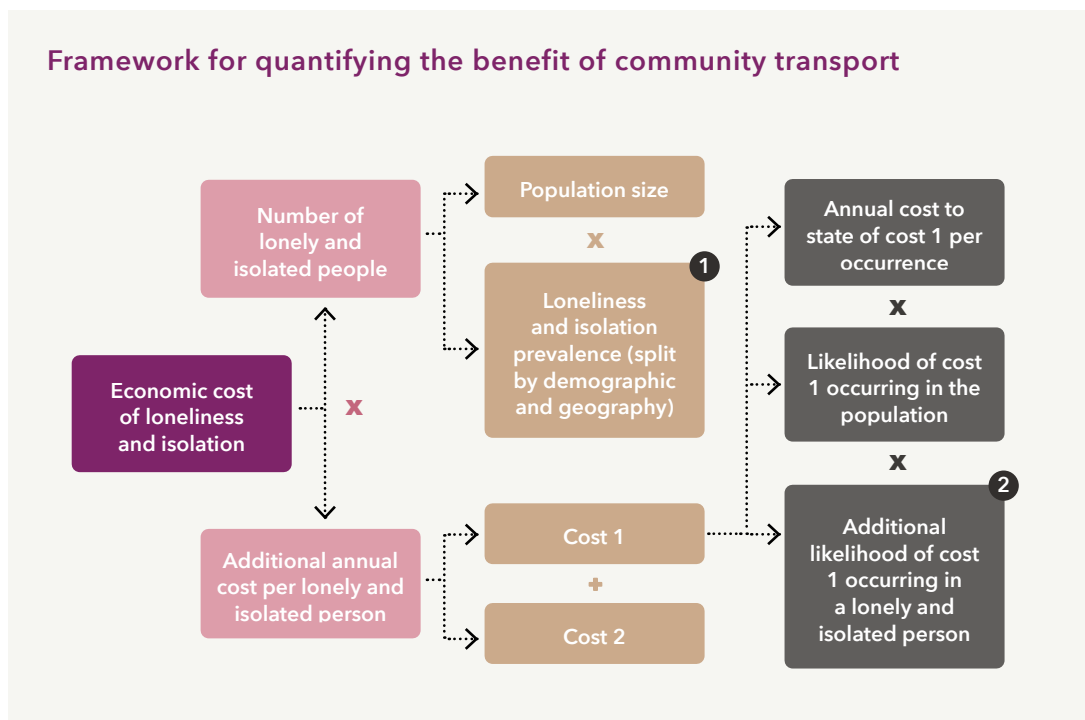 Framework for quantifying the benefit of community transport
Number of
lonely and
isolated people
Population size
x
1
Loneliness
and isolation
prevalence (split
by demographic
and geography)
Economic cost
of loneliness
and isolation
x
Additional annual
cost per lonely and
isolated person
Cost 1
+
Cost 2
Annual cost to
state of cost 1 per
occurrence
x
Likelihood of cost
1 occurring in the
population
x
2
Additional
likelihood of cost
1 occurring in
a lonely and
isolated person